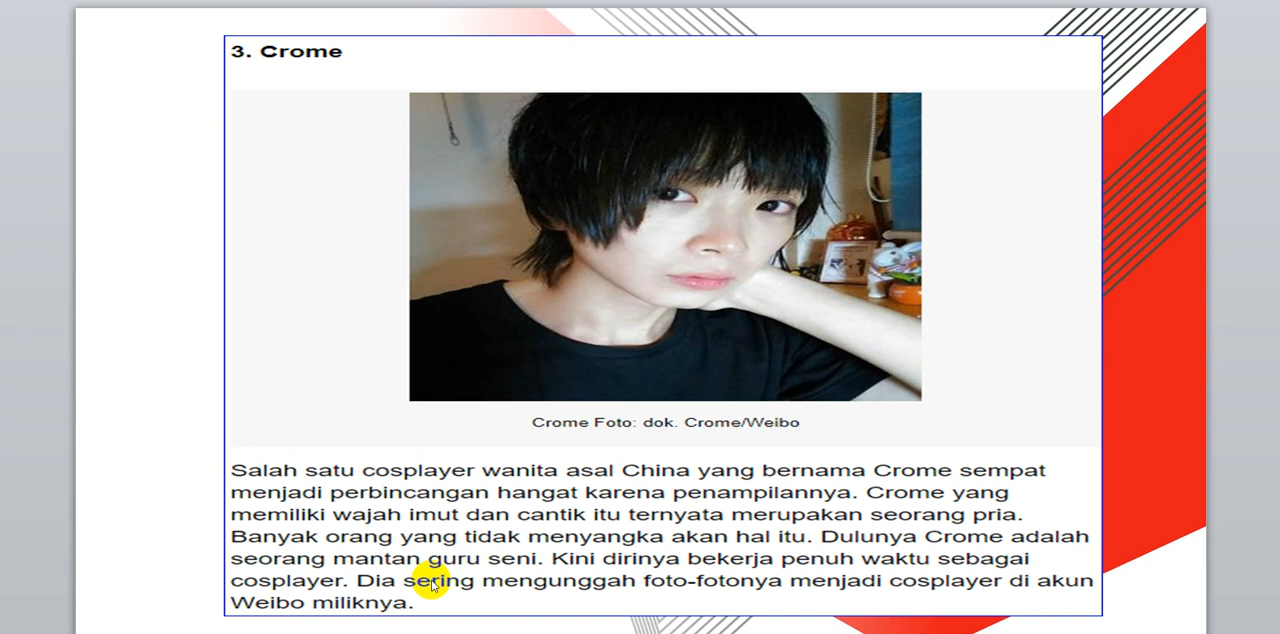 3. Crome
Crome Foto: dok. Crome/Weibo
Salah satu cosplayer wanita asal China yang bernama Crome sempat
menjadi perbincangan hangat karena penampilannya. Crome yang
memiliki wajah imut dan cantik itu ternyata merupakan seorang pria.
Banyak orang yang tidak menyangka akan hal itu. Dulunya Crome adalah
seorang mantan guru seni. Kini dirinya bekerja penuh waktu sebagai
cosplayer. Dia sering mengunggah foto-fotonya menjadi cosplayer di akun
Weibo miliknya.